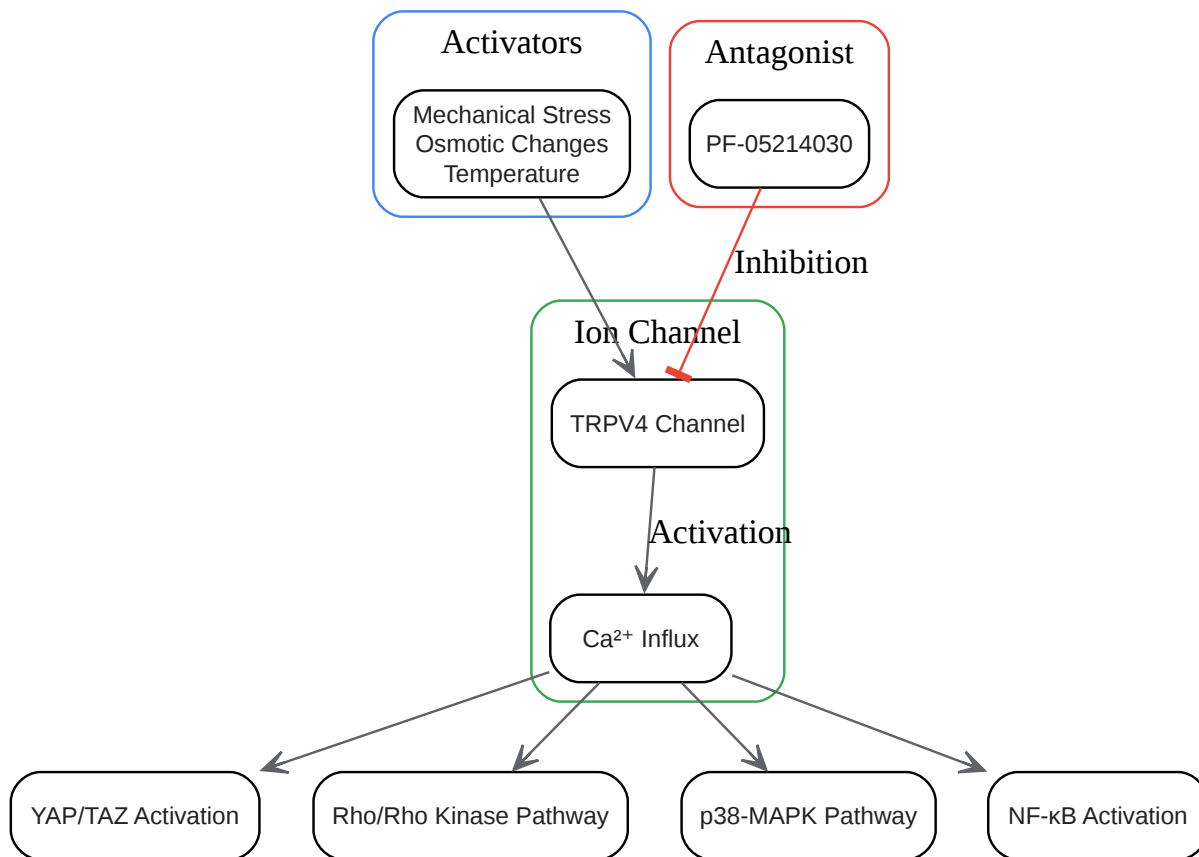 Activators
Antagonist
Mechanical Stress
Osmotic Changes
Temperature
PF-05214030
Inhibition
Ion Channel
TRPV4 Channel
Activation
Ca²⁺ Influx
YAP/TAZ Activation
Rho/Rho Kinase Pathway
p38-MAPK Pathway
NF-κB Activation